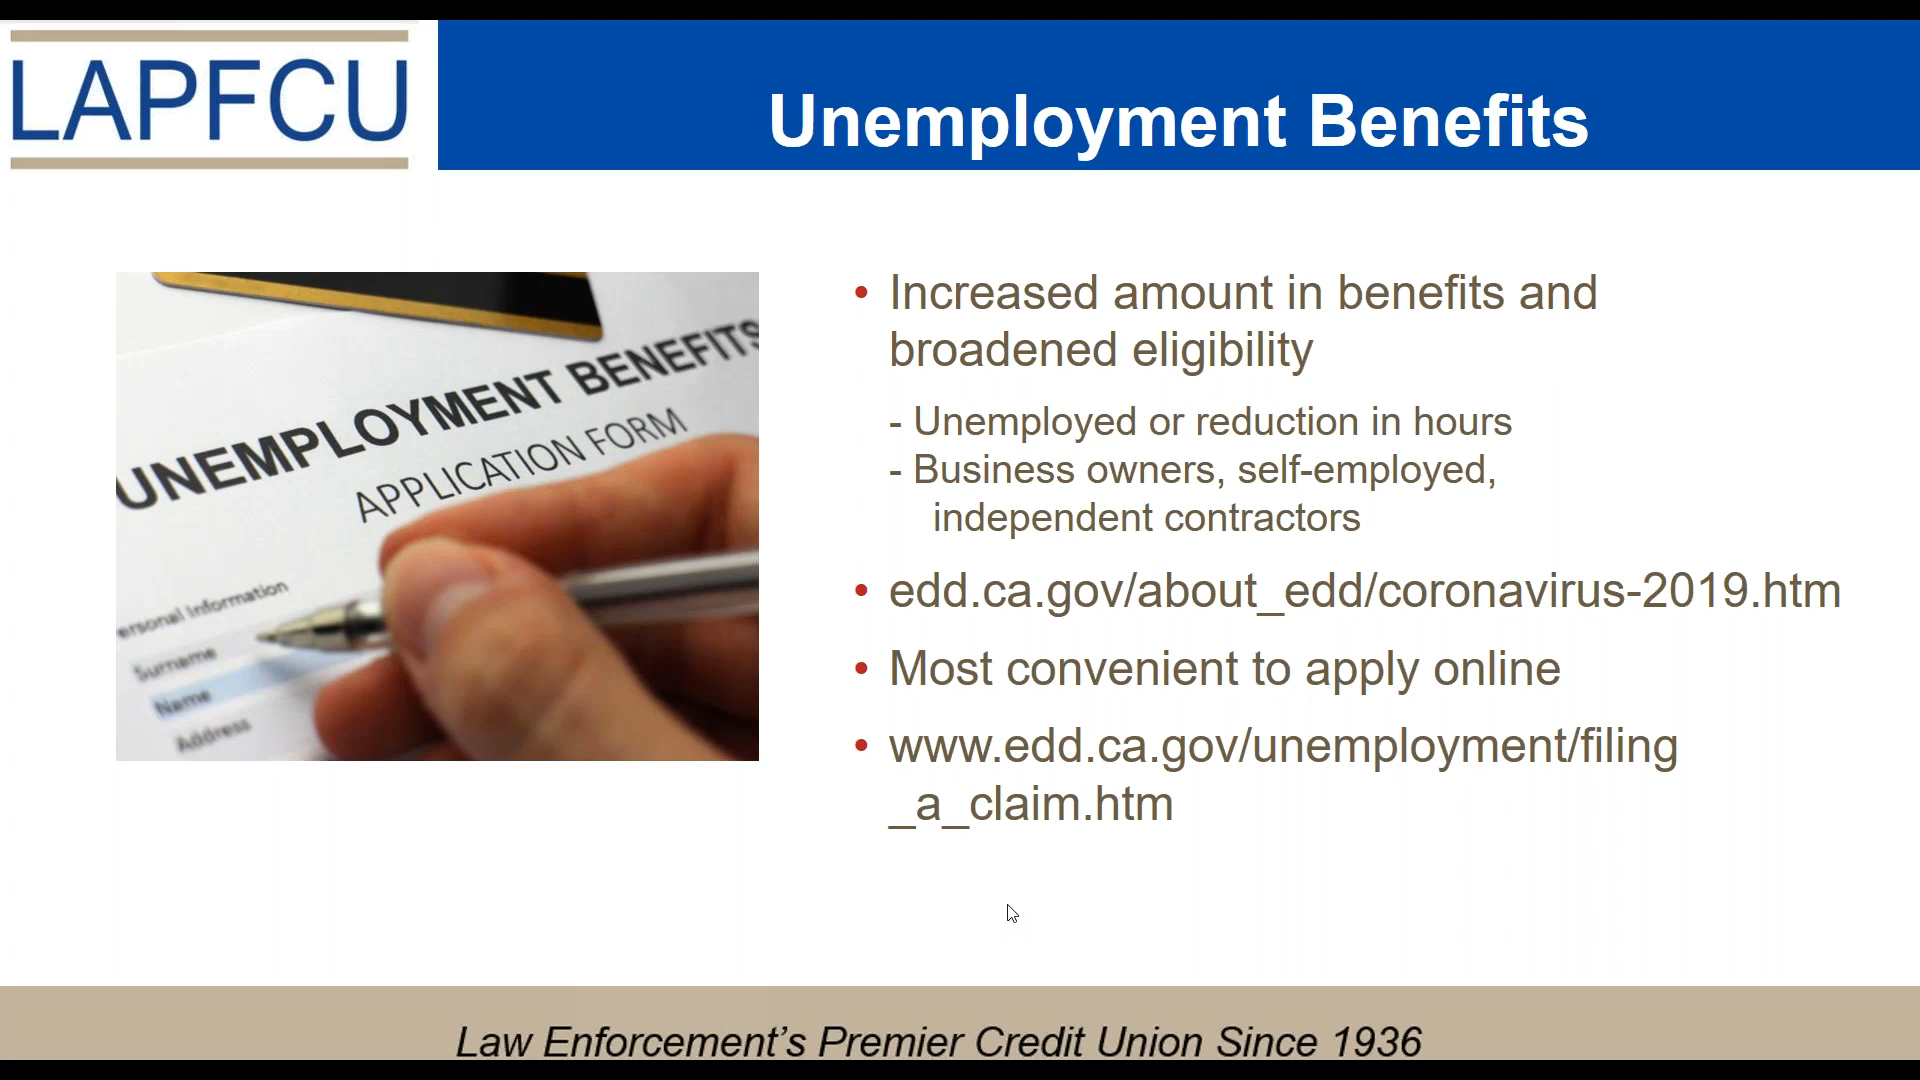 LAPFCU
Unemployment Benefits
UNEMPLOYMENT BENEFITS
APPLICATION FORM
ersonal Information
Surname
Name
Address
• Increased amount in benefits and
broadened eligibility
- Unemployed or reduction in hours
- Business owners, self-employed,
independent contractors
• edd.ca.gov/about_edd/coronavirus-2019.htm
• Most convenient to apply online
• www.edd.ca.gov/unemployment/filing
_a_claim.htm
Law Enforcement’s Premier Credit Union Since 1936